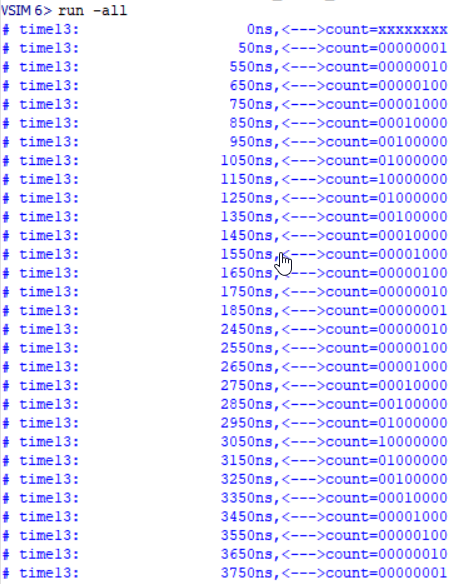 VSIM 6> run -all
# time13: 0ns,<--->count=xxxxxxxx
# time13: 50ns,<--->count=00000001
# time13: 550ns,<--->count=00000010
# time13: 650ns,<--->count=00000100
# time13: 750ns,<--->count=00001000
# time13: 850ns,<--->count=00010000
# time13: 950ns,<--->count=00100000
# time13: 1050ns,<--->count=01000000
# time13: 1150ns,<--->count=10000000
# time13: 1250ns,<--->count=01000000
# time13: 1350ns,<--->count=00100000
# time13: 1450ns,<--->count=00010000
# time13: 1550ns,<--->count=00001000
# time13: 1650ns,<--->count=00000100
# time13: 1750ns,<--->count=00000010
# time13: 1850ns,<--->count=00000001
# time13: 2450ns,<--->count=00000010
# time13: 2550ns,<--->count=00000100
# time13: 2650ns,<--->count=00001000
# time13: 2750ns,<--->count=00010000
# time13: 2850ns,<--->count=00100000
# time13: 2950ns,<--->count=01000000
# time13: 3050ns,<--->count=10000000
# time13: 3150ns,<--->count=01000000
# time13: 3250ns,<--->count=00100000
# time13: 3350ns,<--->count=00010000
# time13: 3450ns,<--->count=00001000
# time13: 3550ns,<--->count=00000100
# time13: 3650ns,<--->count=00000010
# time13: 3750ns,<--->count=00000001